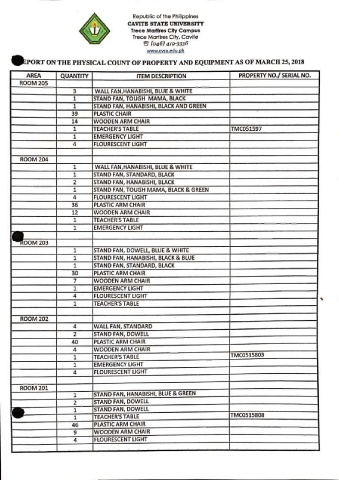 Republic of the Philippines
CAVITE STATE UNIVERSITY
Trece Martires City Campus
Trece Martires City, Cavite
☏ (046) 419-3328
www.cvsu.edu.ph
EPORT ON THE PHYSICAL COUNT OF PROPERTY AND EQUIPMENT AS OF MARCH 25, 2018
AREA QUANTITY ITEM DESCRIPTION PROPERTY NO./ SERIAL NO.
ROOM 205
3 WALL FAN,HANABISHI, BLUE & WHITE
1 STAND FAN, TOUGH MAMA, BLACK
1 STAND FAN, HANABISHI, BLACK AND GREEN
39 PLASTIC CHAIR
14 WOODEN ARM CHAIR
1 TEACHER'S TABLE TMC051597
1 EMERGENCY LIGHT
4 FLOURESCENT LIGHT
ROOM 204
1 WALL FAN,HANABISHI, BLUE & WHITE
1 STAND FAN, STANDARD, BLACK
2 STAND FAN, HANABISHI, BLACK
1 STAND FAN, TOUGH MAMA, BLACK & GREEN
4 FLOURESCENT LIGHT
36 PLASTIC ARM CHAIR
12 WOODEN ARM CHAIR
1 TEACHER'S TABLE
1 EMERGENCY LIGHT
ROOM 203
1 STAND FAN, DOWELL, BLUE & WHITE
1 STAND FAN, HANABISHI, BLACK & BLUE
1 STAND FAN, STANDARD, BLACK
30 PLASTIC ARM CHAIR
7 WOODEN ARM CHAIR
1 EMERGENCY LIGHT
4 FLOURESCENT LIGHT
1 TEACHER'S TABLE
ROOM 202
4 WALL FAN, STANDARD
2 STAND FAN, DOWELL
40 PLASTIC ARM CHAIR
4 WOODEN ARM CHAIR
1 TEACHER'S TABLE TMC0515803
1 EMERGENCY LIGHT
4 FLOURESCENT LIGHT
ROOM 201
1 STAND FAN, HANABISHI, BLUE & GREEN
2 STAND FAN, DOWELL
1 STAND FAN, DOWELL
1 TEACHER'S TABLE TMC0515808
46 PLASTIC ARM CHAIR
9 WOODEN ARM CHAIR
4 FLOURESCENT LIGHT